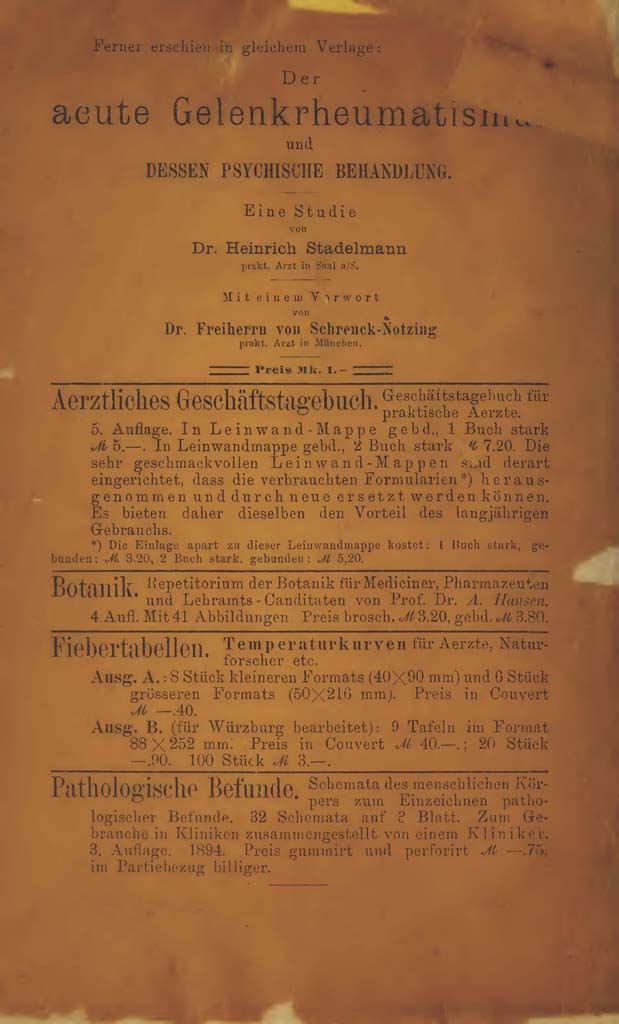 Ferner erschien in gleichem Verlage:
Der
acute Gelenkrheumatismu
und
DESSEN PSYCHISCHE BEHANDLUNG.
Eine Studie
von
Dr. Heinrich Stadelmann
prakt. Arzt in Saal a/S.
Mit einem Vorwort
von
Dr. Freiherrn von Schrenck-Notzing
prakt. Arzt in München.
Preis Mk. 1.-
Aerztliches Geschäftstagebuch. Geschäftstagebuch für
praktische Aerzte.
5. Auflage. In Leinwand-Mappe gebd., 1 Buch stark
ℳ 5.—. In Leinwandmappe gebd., 2 Buch stark ℳ 7.20. Die
sehr geschmackvollen Leinwand-Mappen sind derart
eingerichtet, dass die verbrauchten Formularien*) heraus-
genommen und durch neue ersetzt werden können.
Es bieten daher dieselben den Vorteil des langjährigen
Gebrauchs.
*) Die Einlage apart zu dieser Leinwandmappe kostet: 1 Buch stark, ge-
bunden: ℳ 3.20, 2 Buch stark, gebunden: ℳ 5,20.
Botanik. Repetitorium der Botanik für Mediciner, Pharmazeuten
und Lehramts-Canditaten von Prof. Dr. A. Hansen.
4. Aufl. Mit 41 Abbildungen. Preis brosch. ℳ 3.20, gebd. ℳ 3.80.
Fiebertabellen. Temperaturkurven für Aerzte, Natur-
forscher etc.
Ausg. A.: 8 Stück kleineren Formats (40×90 mm) und 6 Stück
grösseren Formats (50×216 mm). Preis in Couvert
ℳ —.40.
Ausg. B. (für Würzburg bearbeitet): 9 Tafeln im Format
88 × 252 mm. Preis in Couvert ℳ 40.—.; 20 Stück
—.90. 100 Stück ℳ 3.—.
Pathologische Befunde. Schemata des menschlichen Kör-
pers zum Einzeichnen patho-
logischer Befunde. 32 Schemata auf 2 Blatt. Zum Ge-
brauche in Kliniken zusammengestellt von einem Kliniker.
3. Auflage. 1894. Preis gummirt und perforirt ℳ —.75,
im Partiebezug billiger.